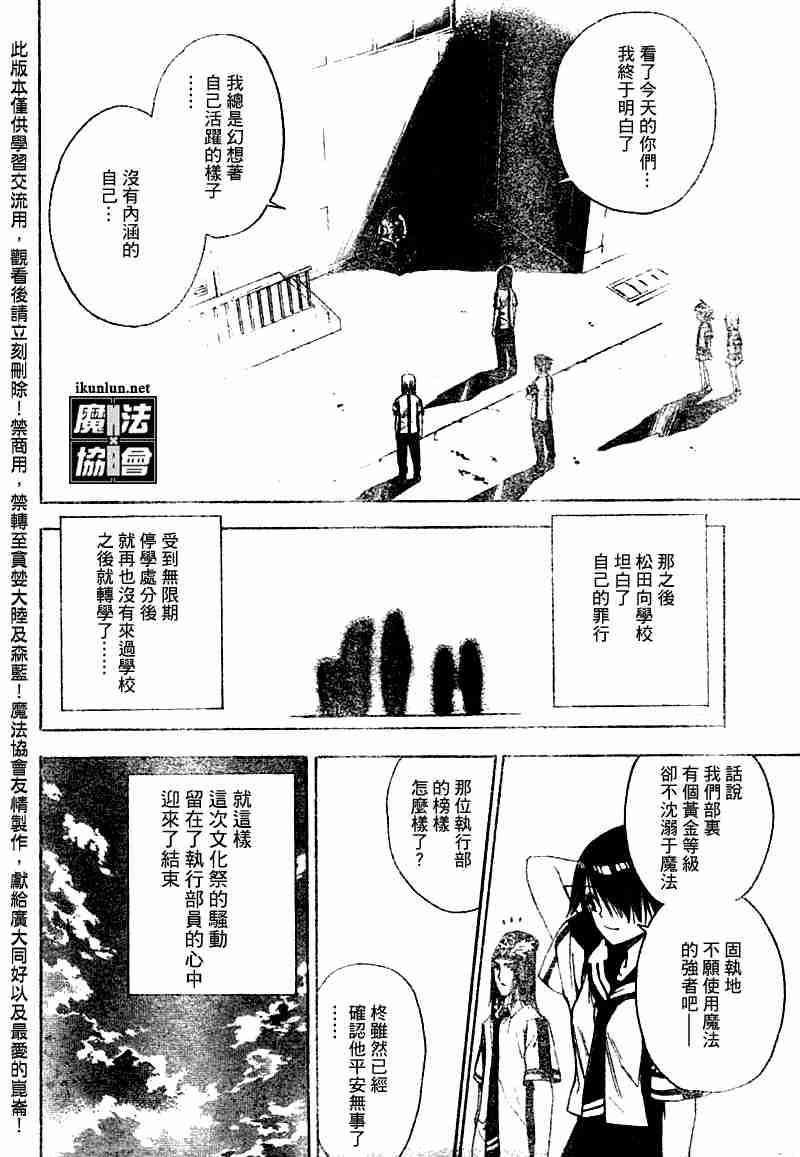 看了今天的你們…
我終于明白了
我總是幻想著
自己活躍的樣子
……
沒有內涵的
自己…
ikunlun.net
魔法
協會
那之後
松田向學校
坦白了
自己的罪行
受到無限期
停學處分後
就再也沒有來過學校
之後就轉學了……
話說
我們部裏
有個黃金等級
卻不沈溺于魔法
固執地
不願使用魔法
的強者吧——
那位執行部
的榜樣
怎麼樣了?
柊雖然已經
確認他平安無事了
……
就這樣
這次文化祭的騷動
留在了執行部員的心中
迎來了結束
此版本僅供學習交流用，觀看後請立刻刪除！禁商用，禁轉至貪婪大陸及森藍！魔法協會友情製作，獻給廣大同好以及最愛的崑崙！